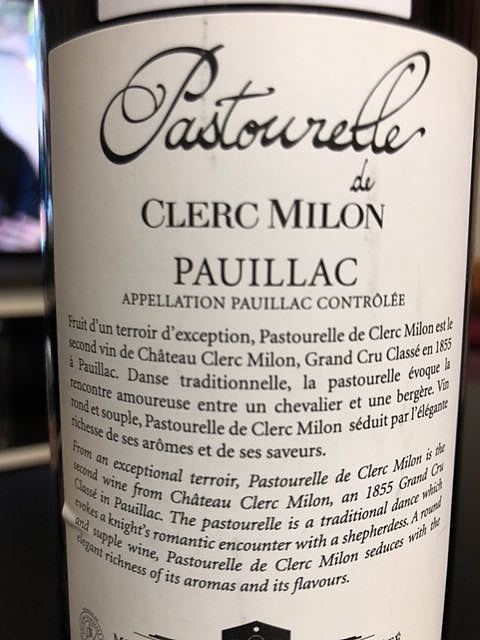 Pastourelle
de
CLERC MILON
PAUILLAC
APPELLATION PAUILLAC CONTRÔLÉE
Fruit d'un terroir d'exception, Pastourelle de Clerc Milon est le
second vin de Château Clerc Milon, Grand Cru Classé en 1855
à Pauillac. Danse traditionnelle, la pastourelle évoque la
rencontre amoureuse entre un chevalier et une bergère. Vin
rond et souple, Pastourelle de Clerc Milon séduit par l'élégante
richesse de ses arômes et de ses saveurs.
From an exceptional terroir, Pastourelle de Clerc Milon is the
second wine from Château Clerc Milon, an 1855 Grand Cru
Classé in Pauillac. The pastourelle is a traditional dance which
evokes a knight's romantic encounter with a shepherdess. A round
and supple wine, Pastourelle de Clerc Milon seduces with the
elegant richness of its aromas and its flavours.